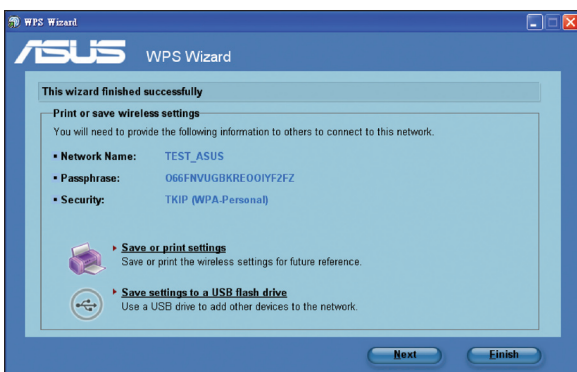 WPS Wizard
ASUS WPS Wizard
This wizard finished successfully
Print or save wireless settings
You will need to provide the following information to others to connect to this network.
Network Name: TEST_ASUS
Passphrase: O66FNVUGBKREOOIYF2FZ
Security: TKIP (WPA-Personal)
Save or print settings
Save or print the wireless settings for future reference.
Save settings to a USB flash drive
Use a USB drive to add other devices to the network.
Next Finish